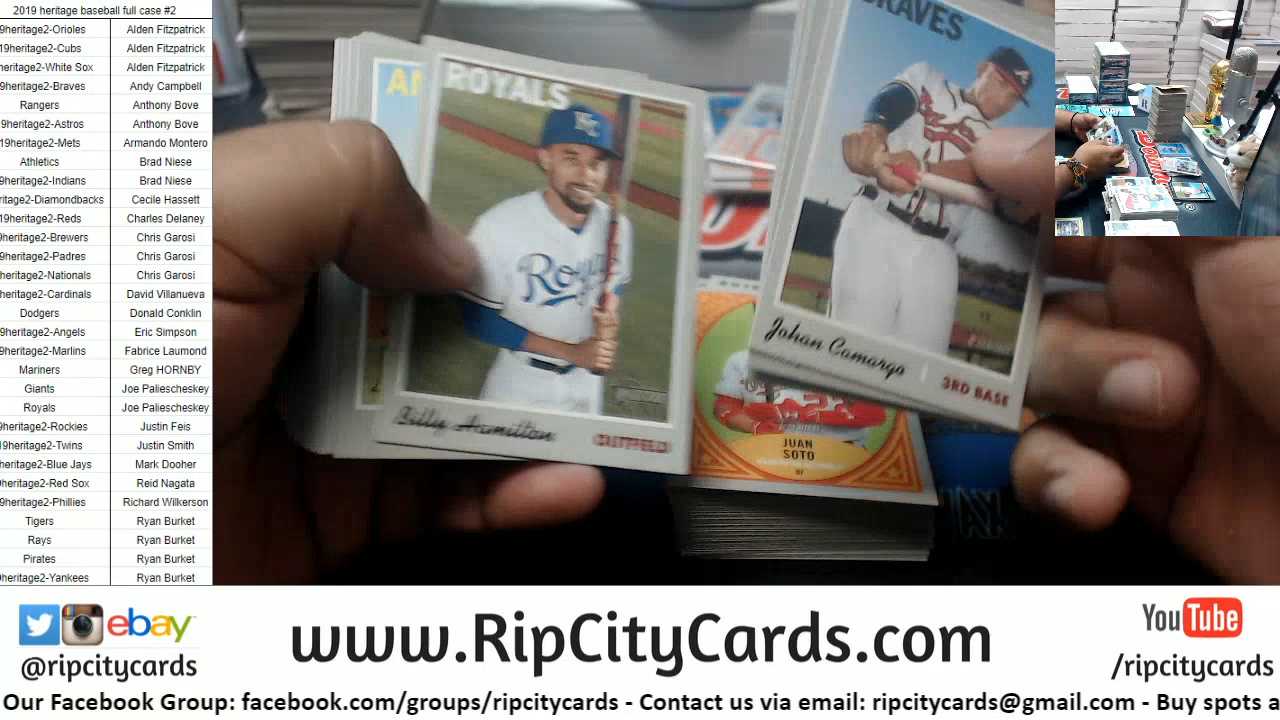 2019 heritage baseball full case #2
9heritage2-Orioles Alden Fitzpatrick
19heritage2-Cubs Alden Fitzpatrick
heritage2-White Sox Alden Fitzpatrick
9heritage2-Braves Andy Campbell
Rangers Anthony Bove
9heritage2-Astros Anthony Bove
19heritage2-Mets Armando Montero
Athletics Brad Niese
9heritage2-Indians Brad Niese
ritage2-Diamondbacks Cecile Hassett
19heritage2-Reds Charles Delaney
9heritage2-Brewers Chris Garosi
9heritage2-Padres Chris Garosi
heritage2-Nationals Chris Garosi
heritage2-Cardinals David Villanueva
Dodgers Donald Conklin
9heritage2-Angels Eric Simpson
9heritage2-Marlins Fabrice Laumond
Mariners Greg HORNBY
Giants Joe Paliescheskey
Royals Joe Paliescheskey
9heritage2-Rockies Justin Feis
19heritage2-Twins Justin Smith
heritage2-Blue Jays Mark Dooher
9heritage2-Red Sox Reid Nagata
9heritage2-Phillies Richard Wilkerson
Tigers Ryan Burket
Rays Ryan Burket
Pirates Ryan Burket
heritage2-Yankees Ryan Burket
ROYALS
Royals
KC
Billy Hamilton OUTFIELD
BRAVES
Johan Camargo 3RD BASE
JUAN
SOTO
OF
ebay
@ripcitycards
www.RipCityCards.com
YouTube
/ripcitycards
Our Facebook Group: facebook.com/groups/ripcitycards - Contact us via email: ripcitycards@gmail.com - Buy spots a